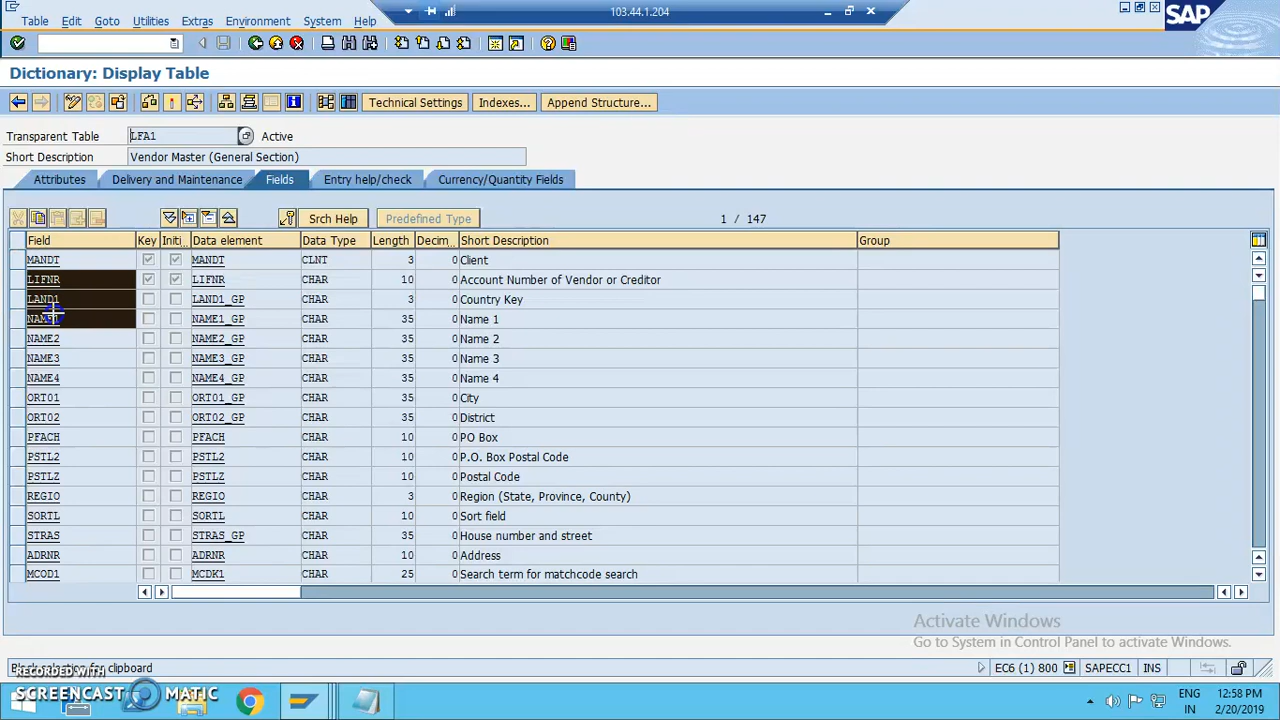 103.44.1.204
Table Edit Goto Utilities Extras Environment System Help
SAP
Dictionary: Display Table
Technical Settings Indexes... Append Structure...
Transparent Table LFA1 Active
Short Description Vendor Master (General Section)
Attributes Delivery and Maintenance Fields Entry help/check Currency/Quantity Fields
Srch Help Predefined Type 1 / 147
Field Key Initi... Data element Data Type Length Decim... Short Description Group
MANDT MANDT CLNT 3 0 Client
LIFNR LIFNR CHAR 10 0 Account Number of Vendor or Creditor
LAND1 LAND1_GP CHAR 3 0 Country Key
NAME1 NAME1_GP CHAR 35 0 Name 1
NAME2 NAME2_GP CHAR 35 0 Name 2
NAME3 NAME3_GP CHAR 35 0 Name 3
NAME4 NAME4_GP CHAR 35 0 Name 4
ORT01 ORT01_GP CHAR 35 0 City
ORT02 ORT02_GP CHAR 35 0 District
PFACH PFACH CHAR 10 0 PO Box
PSTL2 PSTL2 CHAR 10 0 P.O. Box Postal Code
PSTLZ PSTLZ CHAR 10 0 Postal Code
REGIO REGIO CHAR 3 0 Region (State, Province, County)
SORTL SORTL CHAR 10 0 Sort field
STRAS STRAS_GP CHAR 35 0 House number and street
ADRNR ADRNR CHAR 10 0 Address
MCOD1 MCDK1 CHAR 25 0 Search term for matchcode search
Activate Windows
Go to System in Control Panel to activate Windows.
Block selection for clipboard EC6 (1) 800 SAPECC1 INS
RECORDED WITH
SCREENCAST MATIC
ENG 12:58 PM
IN 2/20/2019